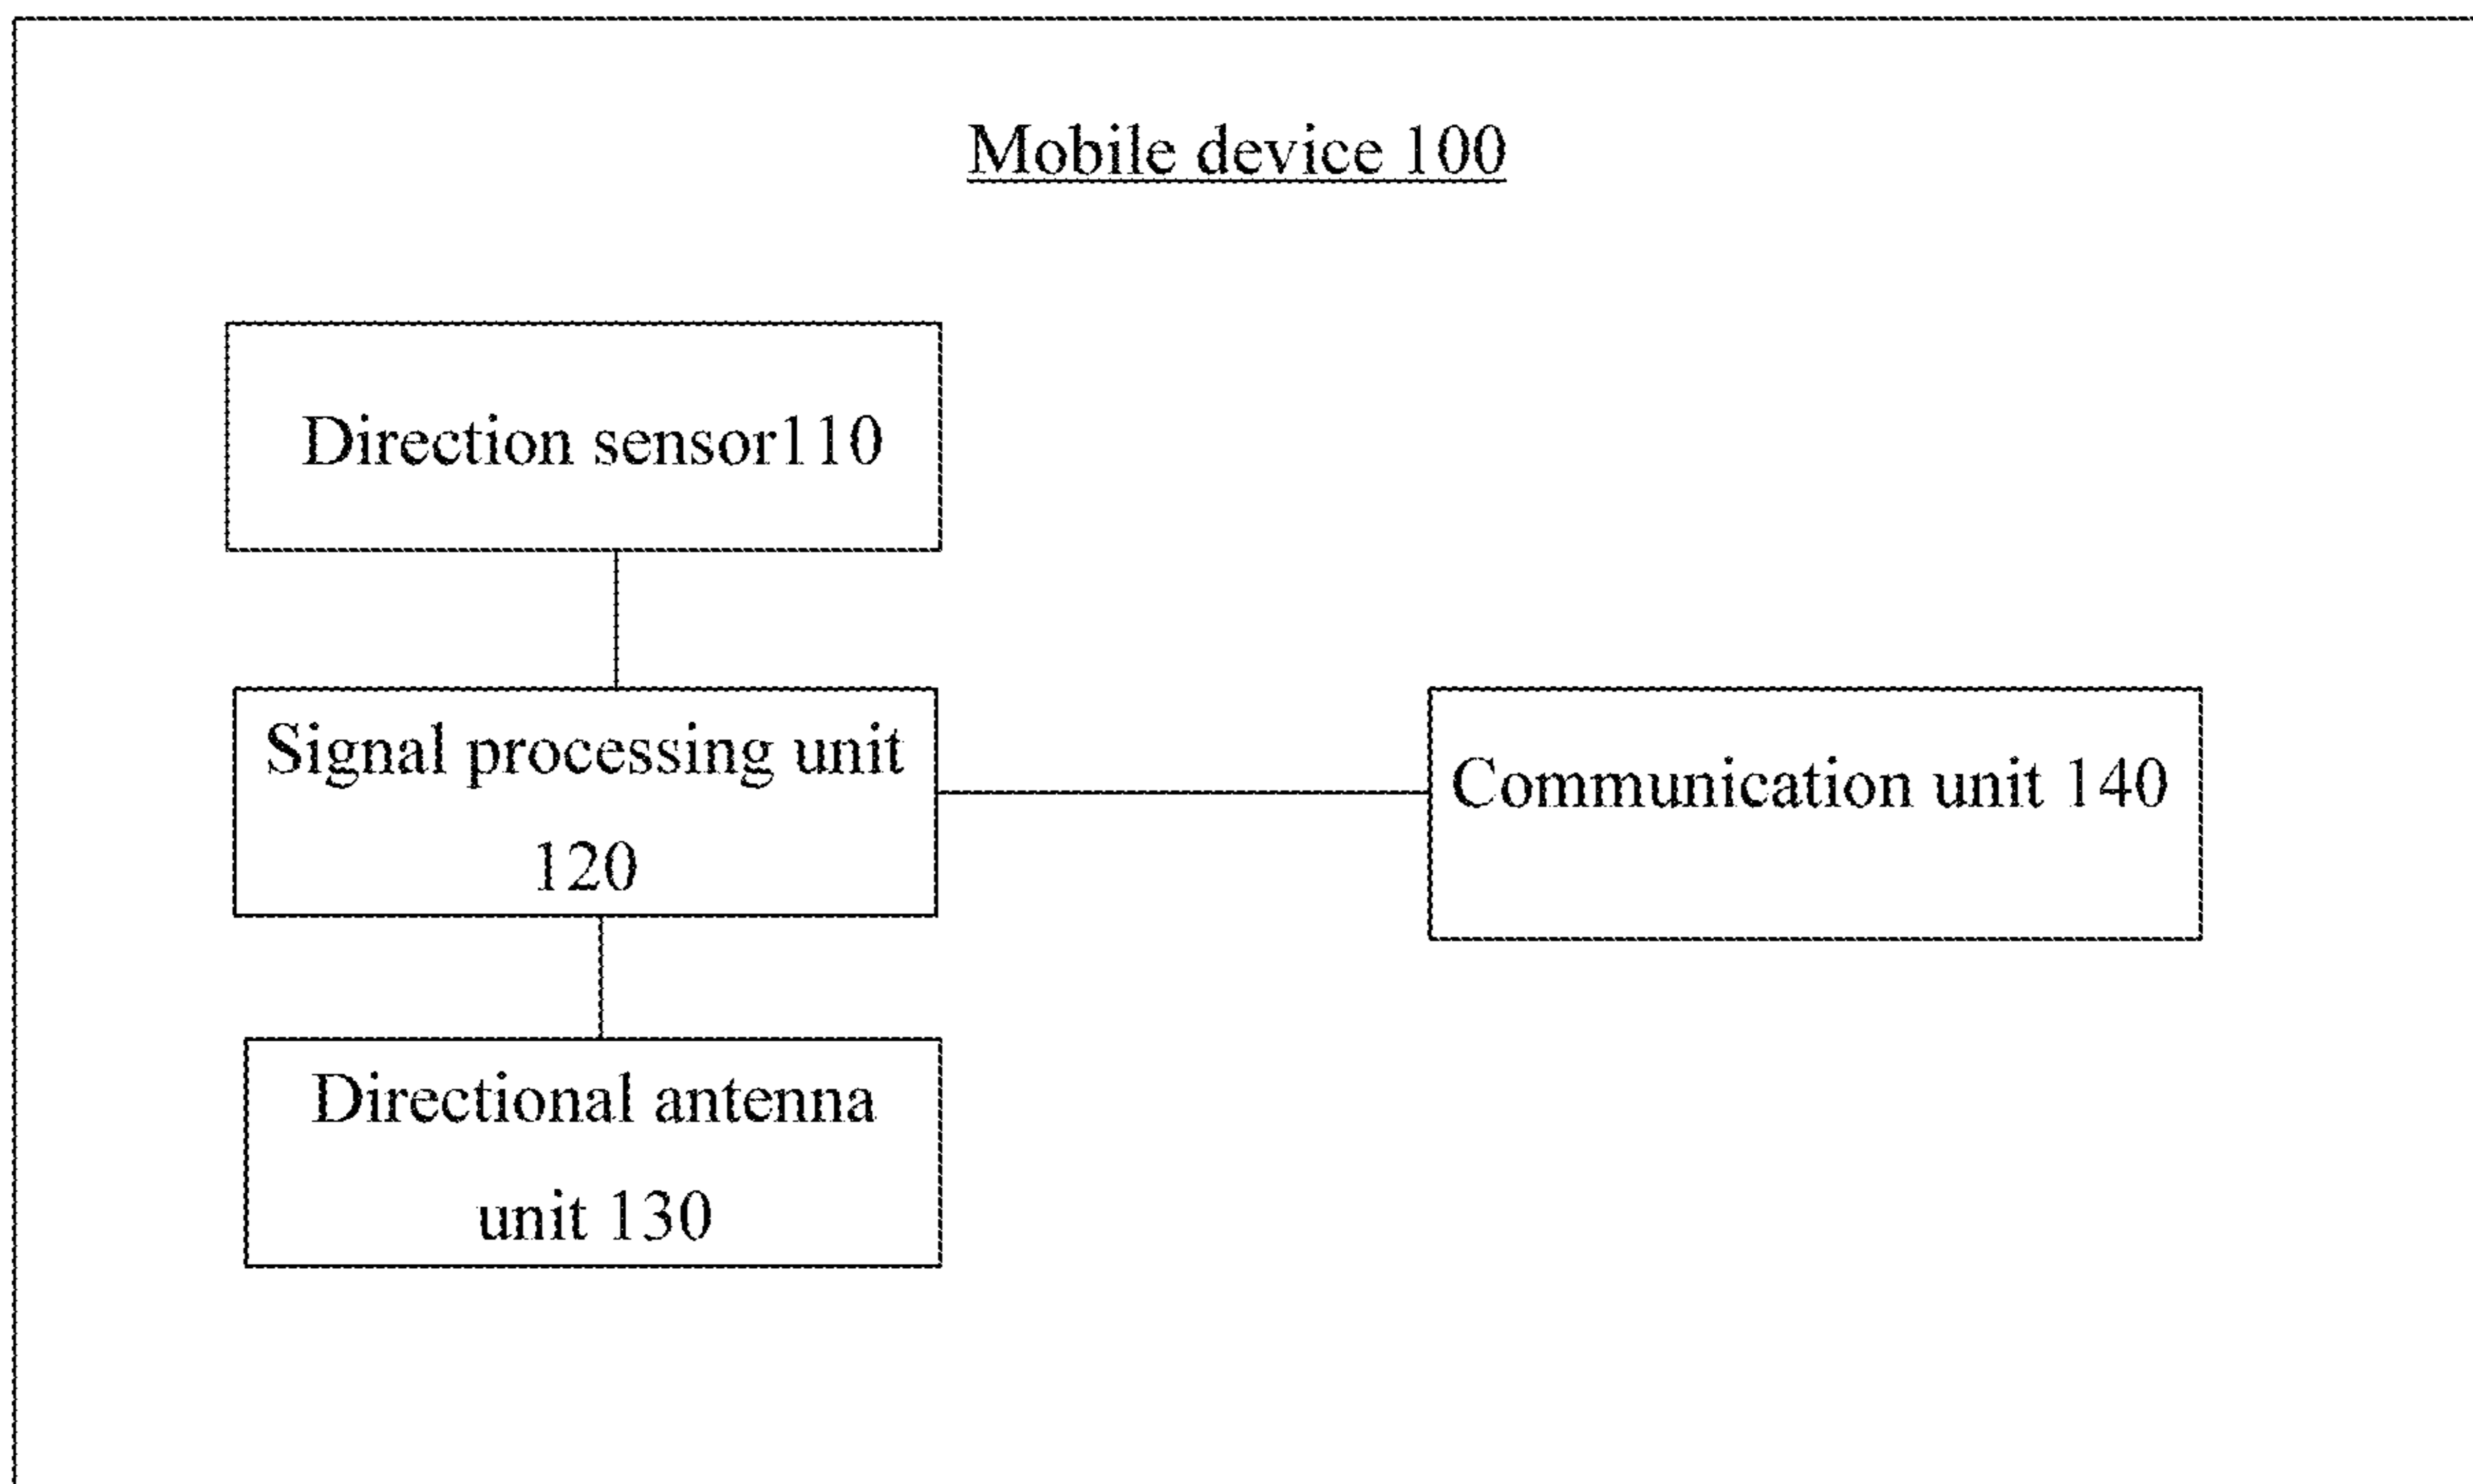 Mobile device 100
Direction sensor110
Signal processing unit
120
Communication unit 140
Directional antenna
unit 130